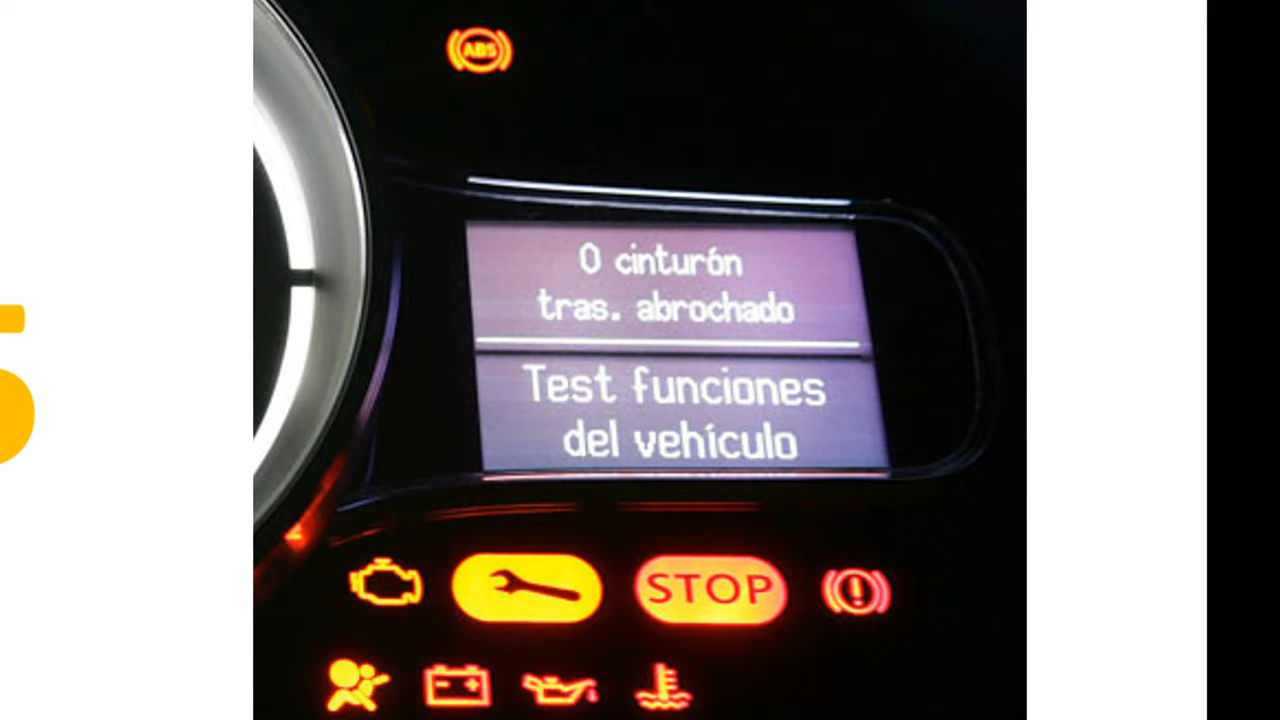 ABS
0 cinturón
tras. abrochado
Test funciones
del vehículo
STOP